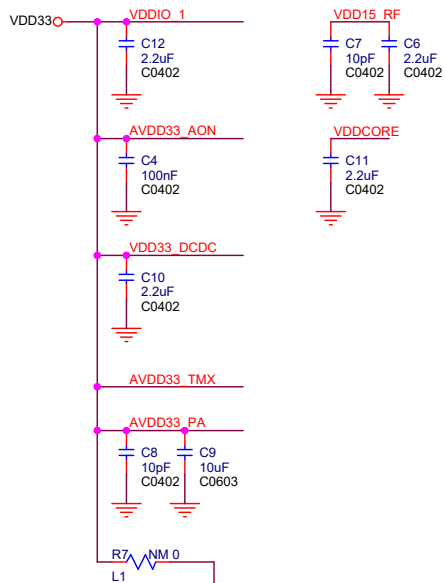 VDD33
VDDIO_1
C12
2.2uF
C0402
VDD15_RF
C7
10pF
C0402
C6
2.2uF
C0402
AVDD33_AON
C4
100nF
C0402
VDDCORE
C11
2.2uF
C0402
VDD33_DCDC
C10
2.2uF
C0402
AVDD33_TMX
AVDD33_PA
C8
10pF
C0402
C9
10uF
C0603
R7 NM 0
L1